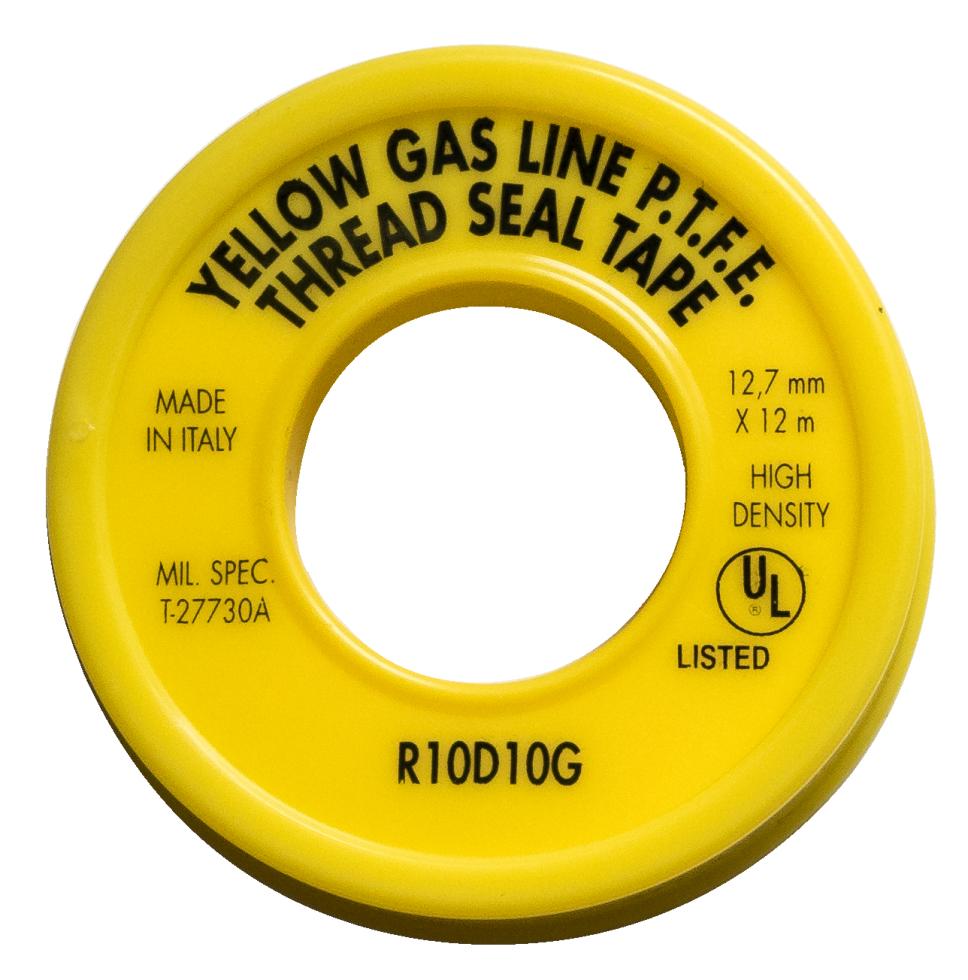 YELLOW GAS LINE P.T.F.E.
THREAD SEAL TAPE
MADE
IN ITALY
12,7 mm
X 12 m
HIGH
DENSITY
MIL. SPEC.
T-27730A
UL
®
LISTED
R10D10G